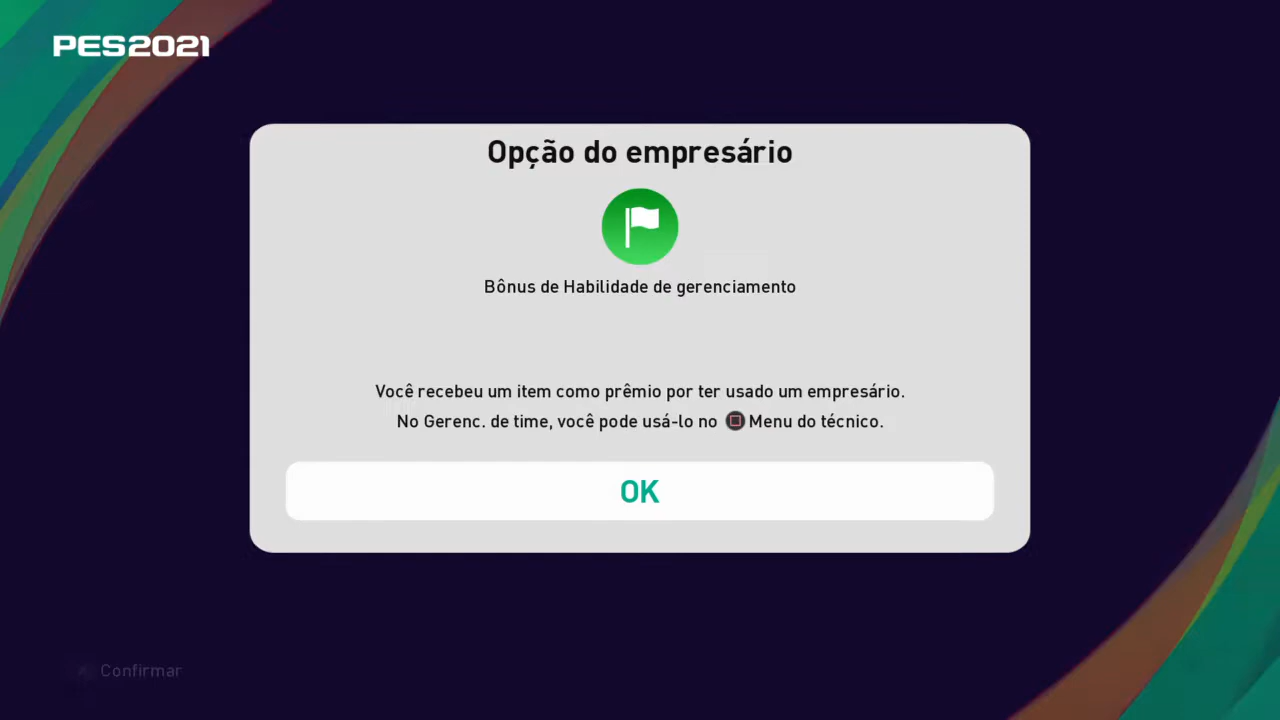 PES2021
Opção do empresário
Bônus de Habilidade de gerenciamento
Você recebeu um item como prêmio por ter usado um empresário.
No Gerenc. de time, você pode usá-lo no Menu do técnico.
OK
Confirmar